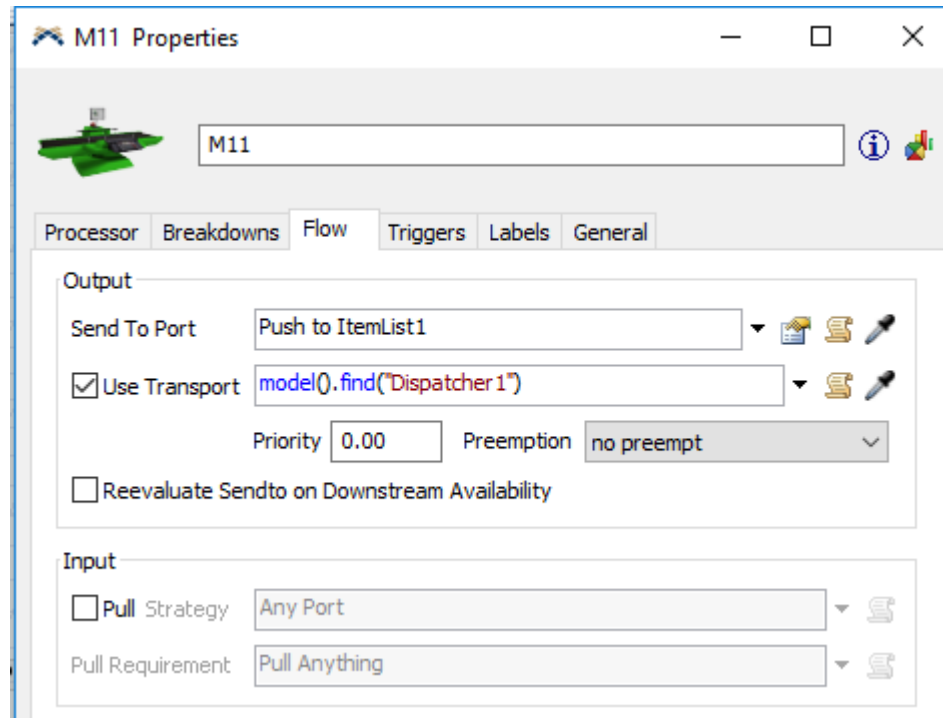 M11 Properties
M11
Processor Breakdowns Flow Triggers Labels General
Output
Send To Port Push to ItemList1
Use Transport model().find("Dispatcher1")
Priority 0.00 Preemption no preempt
Reevaluate Sendto on Downstream Availability
Input
Pull Strategy Any Port
Pull Requirement Pull Anything